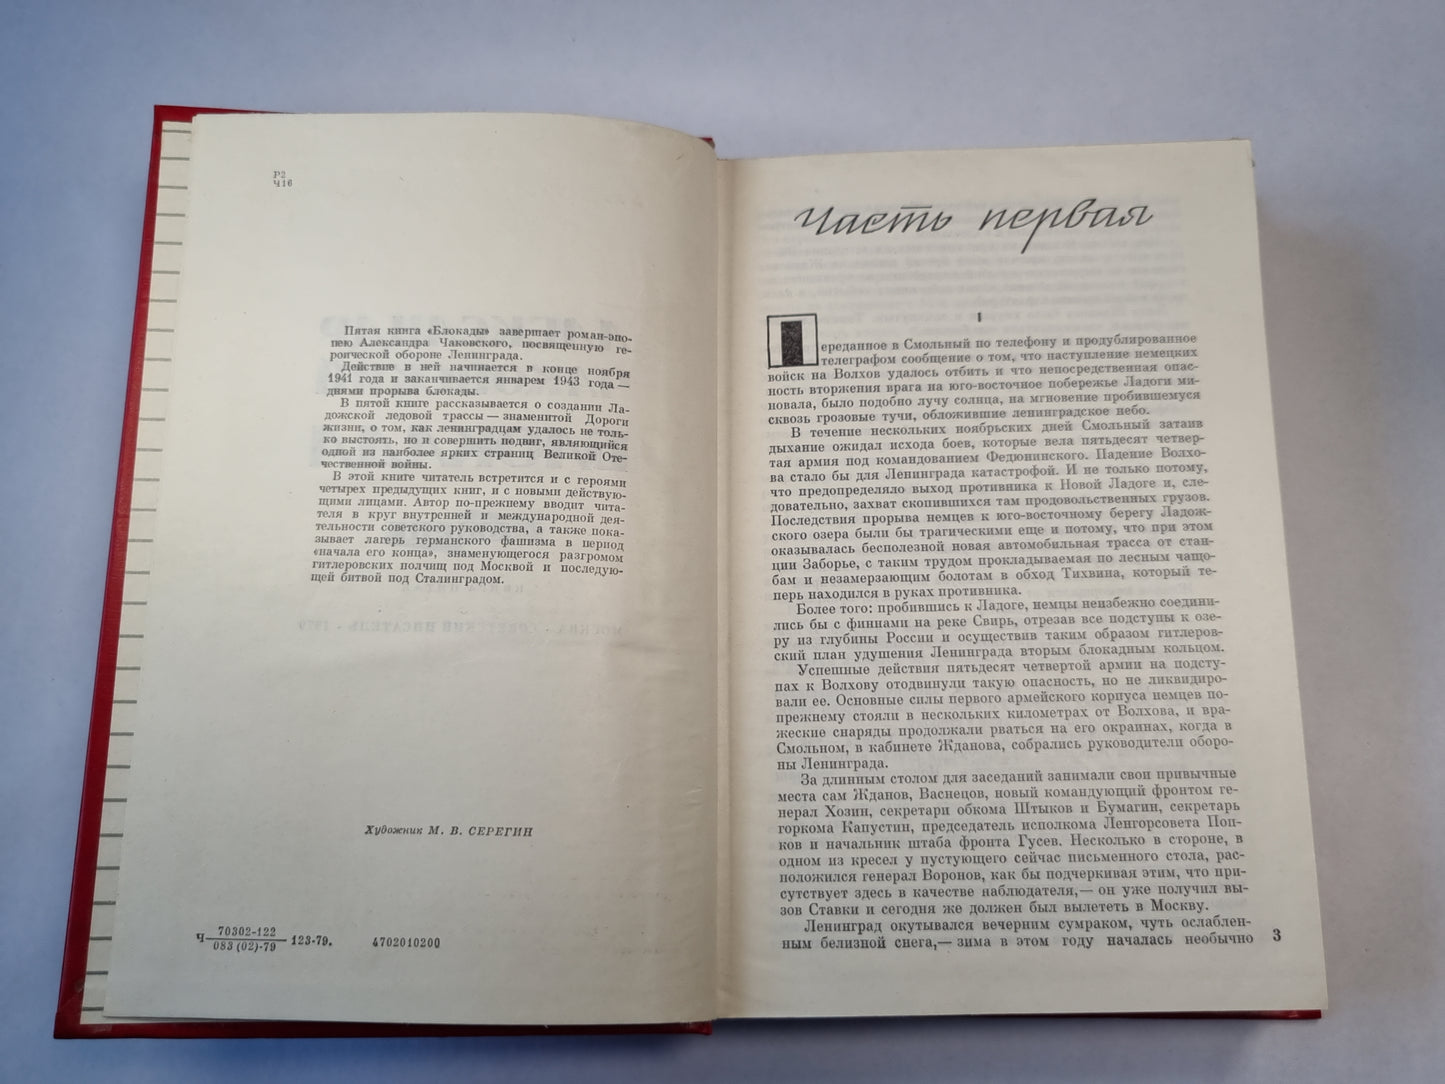 Р2
Ч16
Пятая книга «Блокады» завершает роман-эпо-
пею Александра Чаковского, посвященную ге-
роической обороне Ленинграда.
Действие в ней начинается в конце ноября
1941 года и заканчивается январем 1943 года —
днями прорыва блокады.
В пятой книге рассказывается о создании Ла-
дожской ледовой трассы — знаменитой Дороги
жизни, о том, как ленинградцам удалось не толь-
ко выстоять, но и совершить подвиг, являющийся
одной из наиболее ярких страниц Великой Оте-
чественной войны.
В этой книге читатель встретится и с героями
четырех предыдущих книг, и с новыми действую-
щими лицами. Автор по-прежнему вводит чита-
теля в круг внутренней и международной дея-
тельности советского руководства, а также пока-
зывает лагерь германского фашизма в период
«начала его конца», знаменующегося разгромом
гитлеровских полчищ под Москвой и последую-
щей битвой под Сталинградом.
Художник М. В. СЕРЕГИН
Ч 70302-122
083 (02)-79 123-79. 4702010200
Часть первая
I
Переданное в Смольный по телефону и продублированное
телеграфом сообщение о том, что наступление немецких
войск на Волхов удалось отбить и что непосредственная опас-
ность вторжения врага на юго-восточное побережье Ладоги ми-
новала, было подобно лучу солнца, на мгновение пробившемуся
сквозь грозовые тучи, обложившие ленинградское небо.
В течение нескольких ноябрьских дней Смольный затаив
дыхание ожидал исхода боев, которые вела пятьдесят четвер-
тая армия под командованием Федюнинского. Падение Волхо-
ва стало бы для Ленинграда катастрофой. И не только потому,
что предопределяло выход противника к Новой Ладоге и, сле-
довательно, захват скопившихся там продовольственных грузов.
Последствия прорыва немцев к юго-восточному берегу Ладож-
ского озера были бы трагическими еще и потому, что при этом
оказывалась бесполезной новая автомобильная трасса от стан-
ции Заборье, с таким трудом прокладываемая по лесным чащо-
бам и незамерзающим болотам в обход Тихвина, который те-
перь находился в руках противника.
Более того: пробившись к Ладоге, немцы неизбежно соедини-
лись бы с финнами на реке Свирь, отрезав все подступы к озе-
ру из глубины России и осуществив таким образом гитлеров-
ский план удушения Ленинграда вторым блокадным кольцом.
Успешные действия пятьдесят четвертой армии на подсту-
пах к Волхову отодвинули такую опасность, но не ликвидиро-
вали ее. Основные силы первого армейского корпуса немцев по-
прежнему стояли в нескольких километрах от Волхова, и вра-
жеские снаряды продолжали рваться на его окраинах, когда в
Смольном, в кабинете Жданова, собрались руководители оборо-
ны Ленинграда.
За длинным столом для заседаний занимали свои привычные
места сам Жданов, Васнецов, новый командующий фронтом ге-
нерал Хозин, секретари обкома Штыков и Бумагин, секретарь
горкома Капустин, председатель исполкома Ленгорсовета Поп-
ков и начальник штаба фронта Гусев. Несколько в стороне, в
одном из кресел у пустующего сейчас письменного стола, рас-
положился генерал Воронов, как бы подчеркивая этим, что при-
сутствует здесь в качестве наблюдателя,— он уже получил вы-
зов Ставки и сегодня же должен был вылететь в Москву.
Ленинград окутывался вечерним сумраком, чуть ослаблен-
ным белизной снега,— зима в этом году началась необычно
3